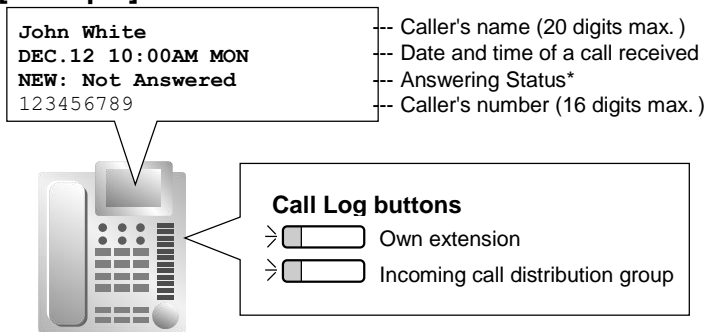 John White
DEC.12 10:00AM MON
NEW: Not Answered
123456789
--- Caller's name (20 digits max. )
--- Date and time of a call received
--- Answering Status*
--- Caller's number (16 digits max. )
Call Log buttons
Own extension
Incoming call distribution group